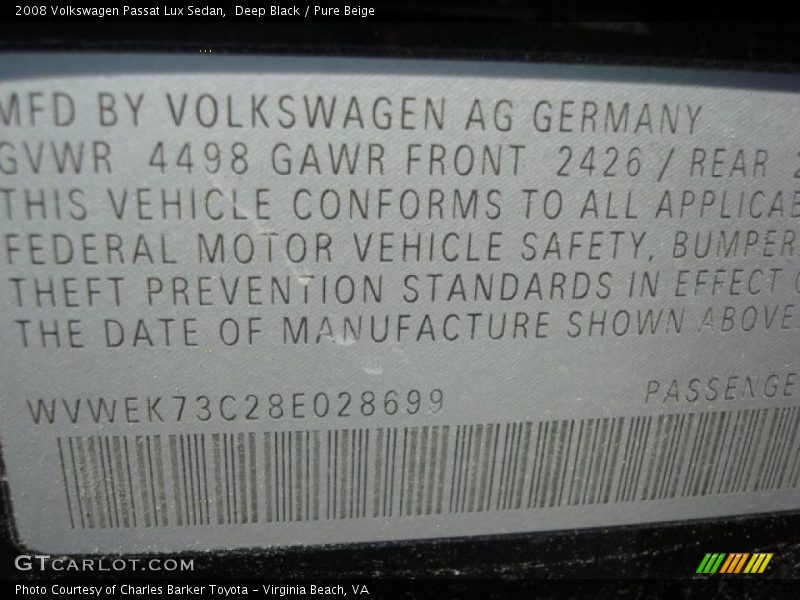 2008 Volkswagen Passat Lux Sedan,  Deep Black / Pure Beige
MFD BY VOLKSWAGEN AG GERMANY
GVWR 4498 GAWR FRONT 2426 / REAR 2
THIS VEHICLE CONFORMS TO ALL APPLICAB
FEDERAL MOTOR VEHICLE SAFETY, BUMPER
THEFT PREVENTION STANDARDS IN EFFECT O
THE DATE OF MANUFACTURE SHOWN ABOVE.
WVWEK73C28E028699
PASSENGE
GTCARLOT.COM
Photo Courtesy of Charles Barker Toyota – Virginia Beach, VA